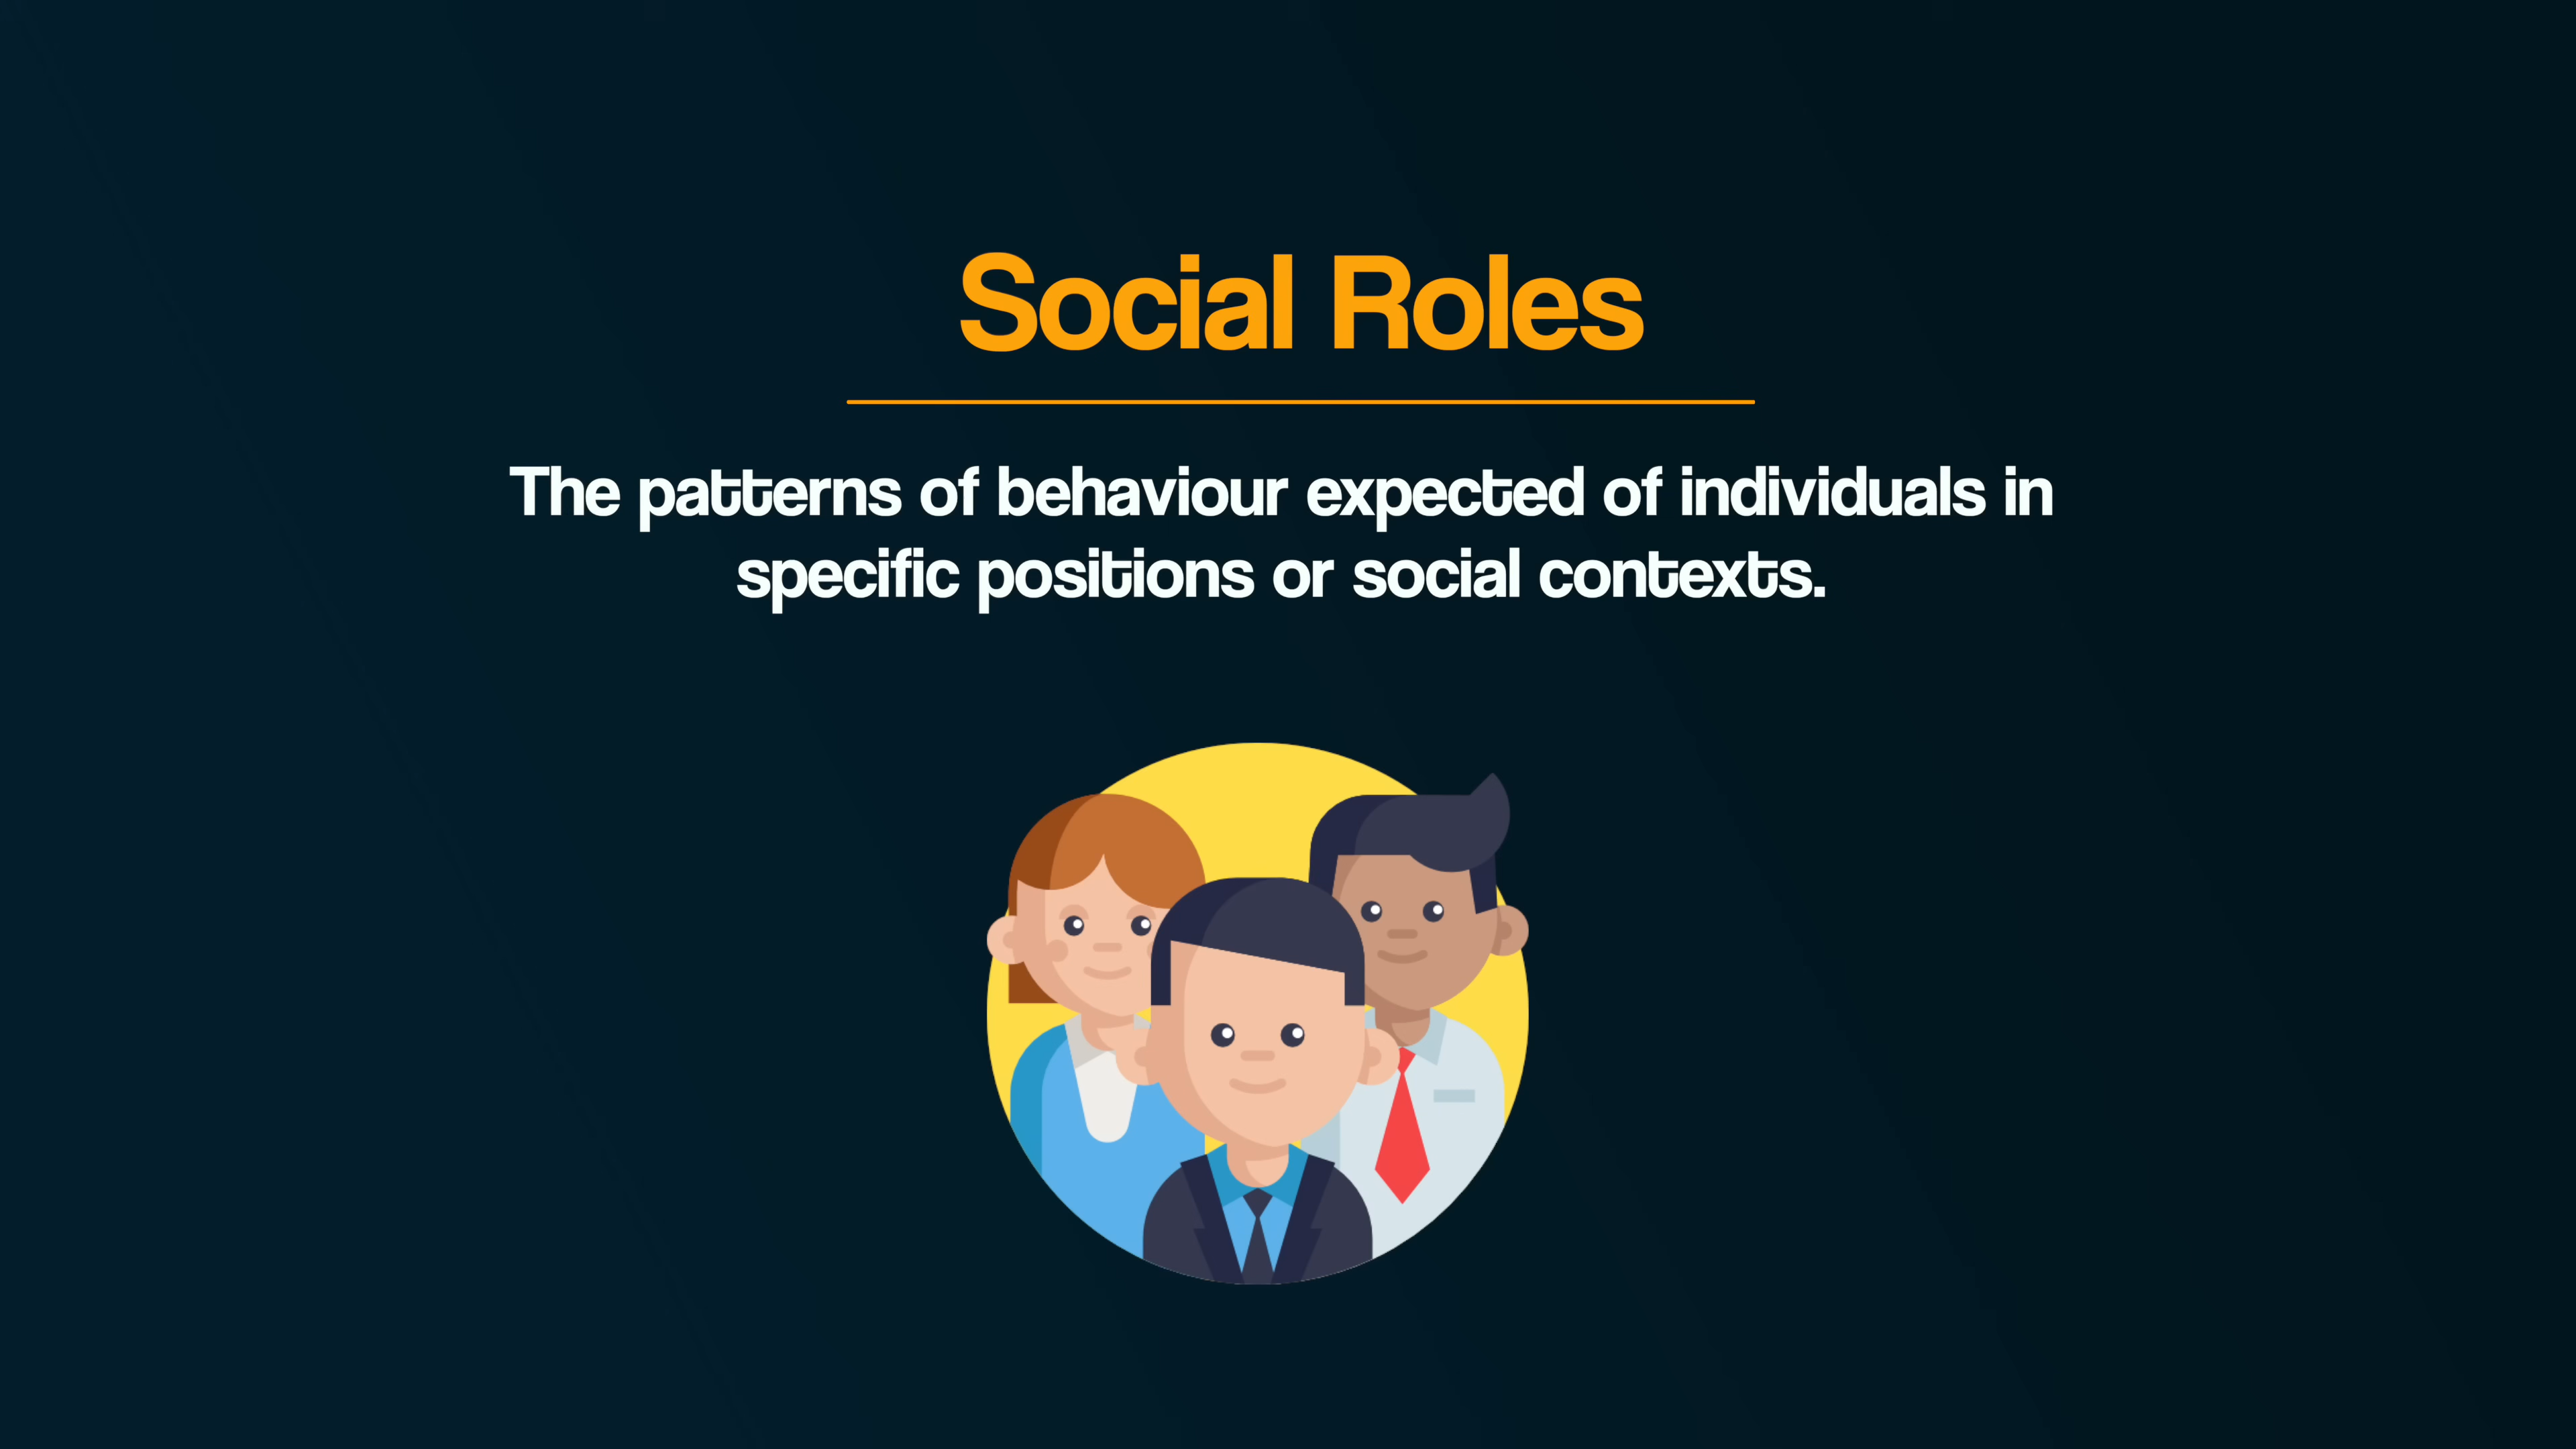 Social Roles
The patterns of behaviour expected of individuals in
specific positions or social contexts.